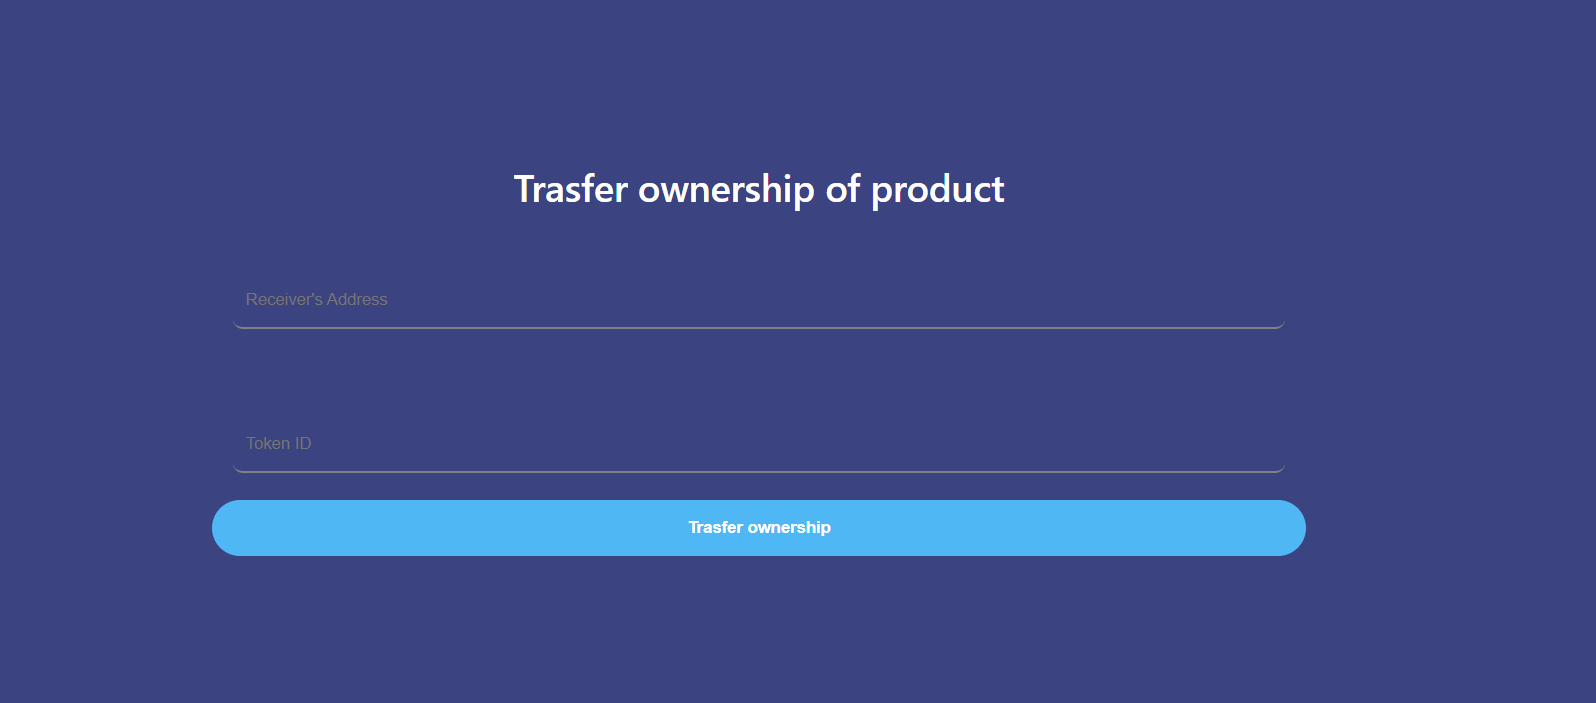 Trasfer ownership of product
Receiver's Address
Token ID
Trasfer ownership